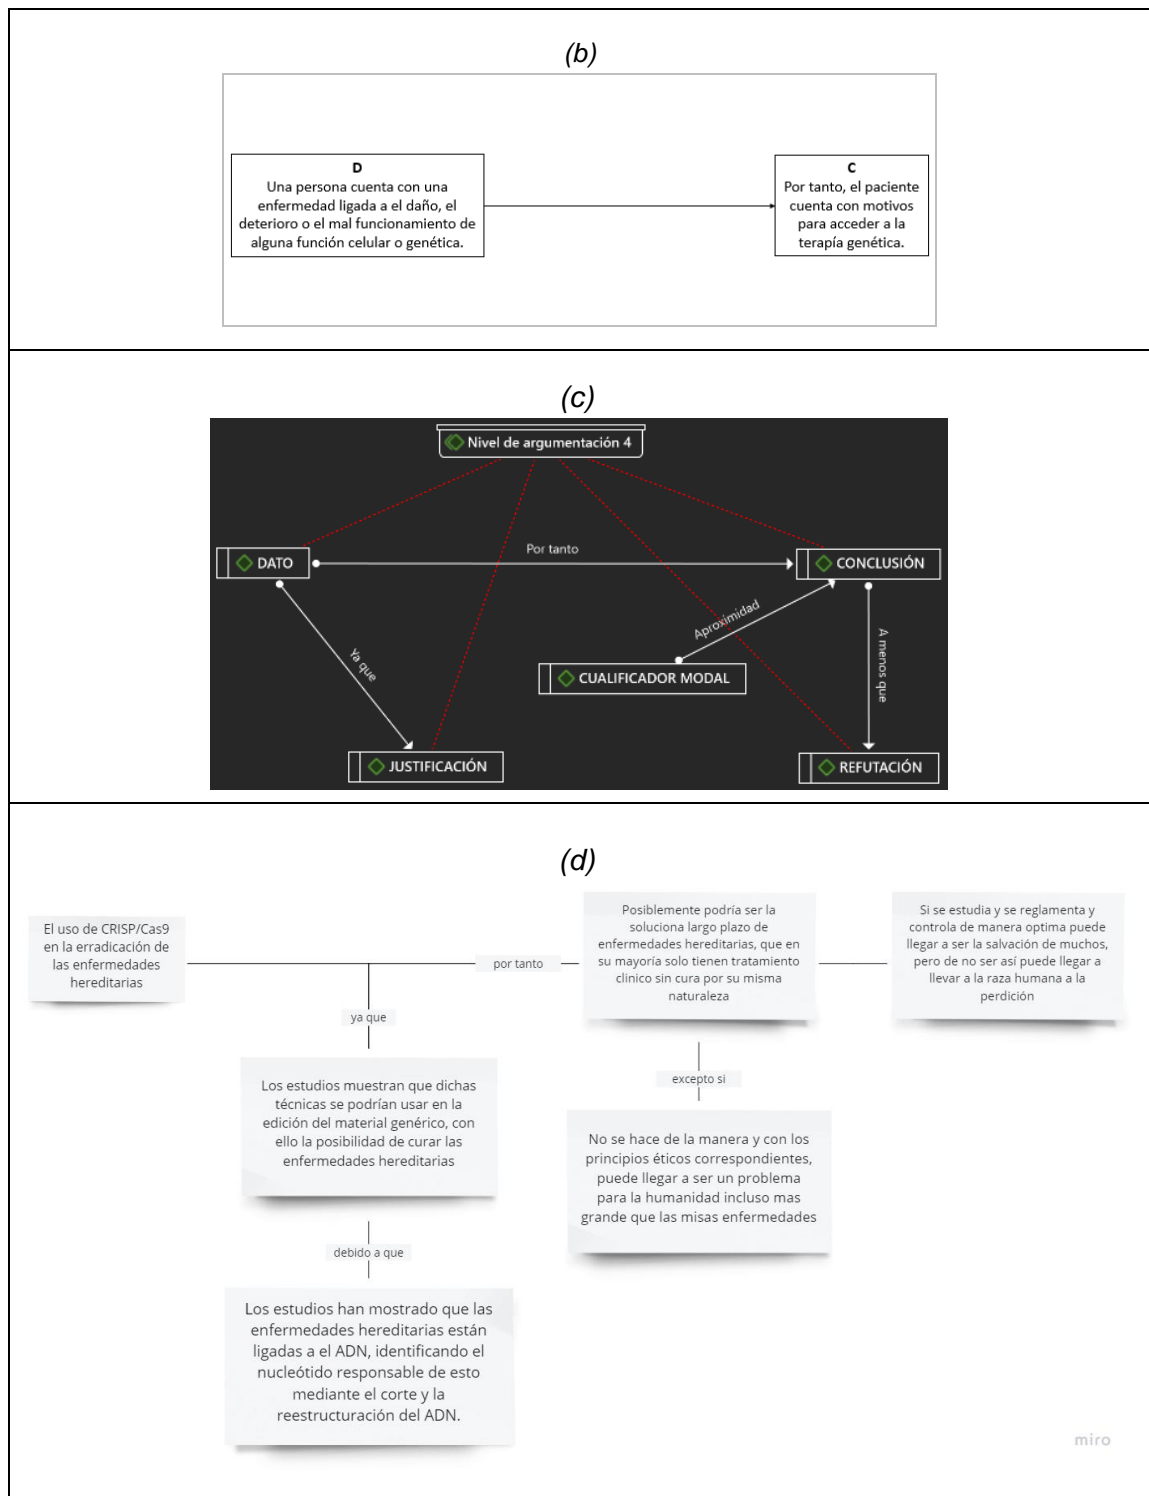 (b)
D
Una persona cuenta con una
enfermedad ligada a el daño, el
deterioro o el mal funcionamiento de
alguna función celular o genética.
C
Por tanto, el paciente
cuenta con motivos
para acceder a la
terapía genética.
(c)
Nivel de argumentación 4
DATO
Por tanto
CONCLUSIÓN
Ya que
Aproximidad
A menos que
CUALIFICADOR MODAL
JUSTIFICACIÓN
REFUTACIÓN
(d)
El uso de CRISP/Cas9
en la erradicación de
las enfermedades
hereditarias
por tanto
Posiblemente podría ser la
soluciona largo plazo de
enfermedades hereditarias, que en
su mayoría solo tienen tratamiento
clinico sin cura por su misma
naturaleza
Si se estudia y se reglamenta y
controla de manera optima puede
llegar a ser la salvación de muchos,
pero de no ser así puede llegar a
llevar a la raza humana a la
perdición
ya que
Los estudios muestran que dichas
técnicas se podrían usar en la
edición del material genérico, con
ello la posibilidad de curar las
enfermedades hereditarias
excepto si
No se hace de la manera y con los
principios éticos correspondientes,
puede llegar a ser un problema
para la humanidad incluso mas
grande que las misas enfermedades
debido a que
Los estudios han mostrado que las
enfermedades hereditarias están
ligadas a el ADN, identificando el
nucleótido responsable de esto
mediante el corte y la
reestructuración del ADN.
miro